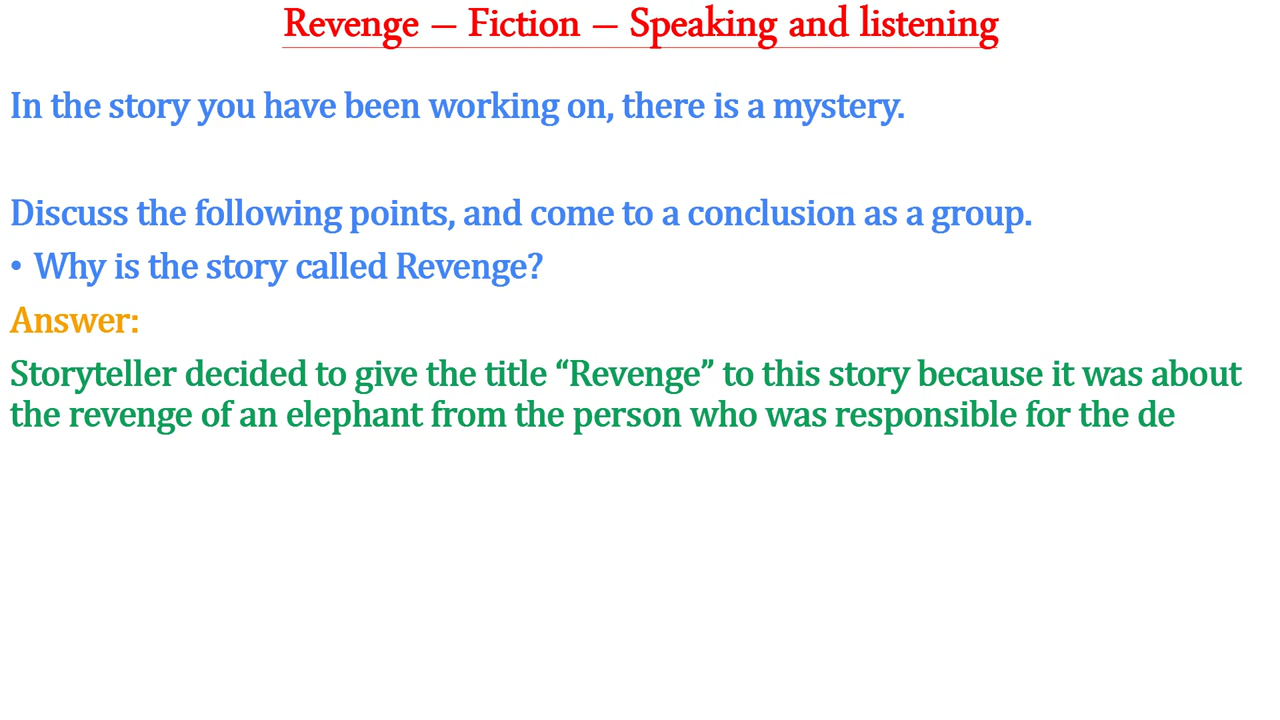 Revenge – Fiction – Speaking and listening
In the story you have been working on, there is a mystery.
Discuss the following points, and come to a conclusion as a group.
• Why is the story called Revenge?
Answer:
Storyteller decided to give the title “Revenge” to this story because it was about
the revenge of an elephant from the person who was responsible for the de